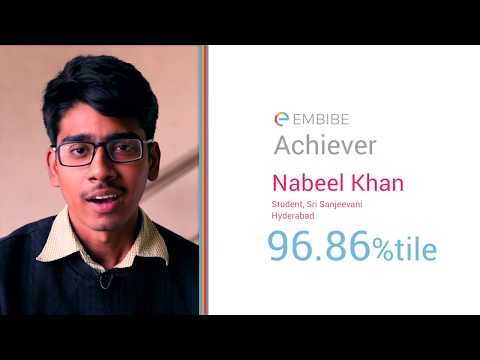 EMBIBE
Achiever
Nabeel Khan
Student, Sri Sanjeevani
Hyderabad
96.86%tile